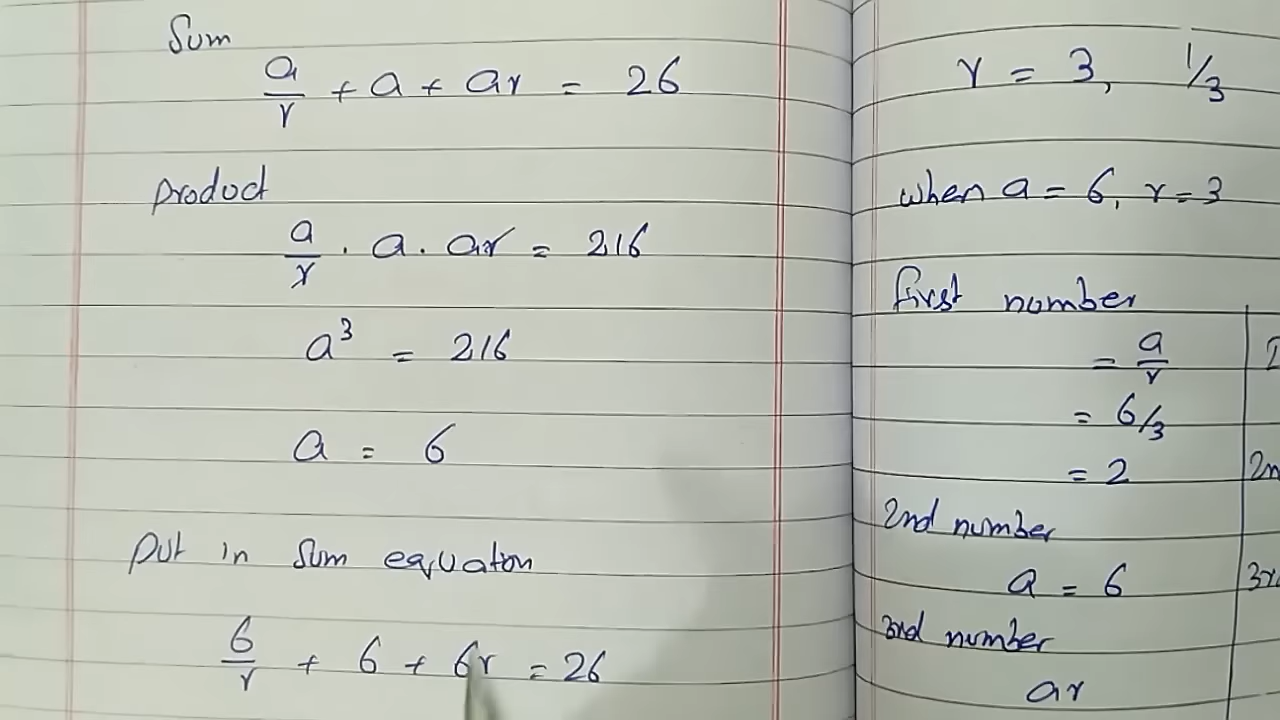 Sum
a/r + a + ar = 26
product
a/r . a . ar = 216
a³ = 216
a = 6
put in Sum equaton
6/r + 6 + 6r = 26
r = 3, 1/3
when a = 6, r = 3
first number
= a/r
= 6/3
= 2
2nd number
a = 6
3rd number
ar